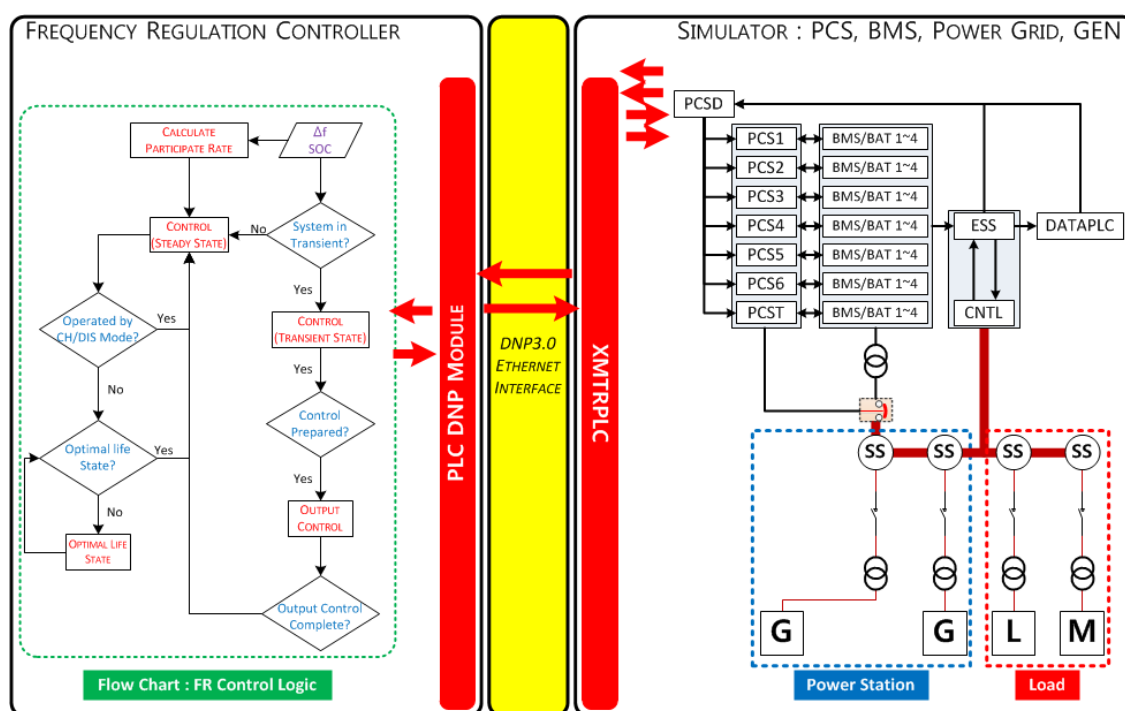 FREQUENCY REGULATION CONTROLLER
CALCULATE
PARTICIPATE RATE
Δf
SOC
CONTROL
(STEADY STATE)
No
System in
Transient?
Yes
Operated by
CH/DIS Mode?
Yes
CONTROL
(TRANSIENT STATE)
No
Yes
Control
Prepared?
Optimal life
State?
Yes
Yes
No
OUTPUT
CONTROL
OPTIMAL LIFE
STATE
Output Control
Complete?
Flow Chart : FR Control Logic
PLC DNP MODULE
DNP3.0
ETHERNET
INTERFACE
XMTRPLC
SIMULATOR : PCS, BMS, POWER GRID, GEN
PCSD
PCS1
BMS/BAT 1~4
PCS2
BMS/BAT 1~4
PCS3
BMS/BAT 1~4
PCS4
BMS/BAT 1~4
PCS5
BMS/BAT 1~4
PCS6
BMS/BAT 1~4
PCST
BMS/BAT 1~4
ESS
DATAPLC
CNTL
SS
SS
SS
SS
G
G
L
M
Power Station
Load